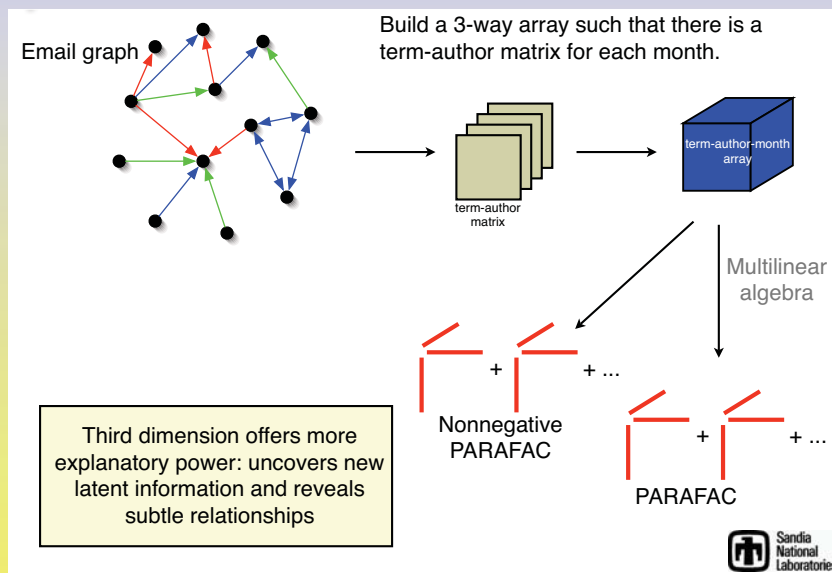 Email graph
Build a 3-way array such that there is a
term-author matrix for each month.
term-author
matrix
term-author-month
array
Multilinear
algebra
+ + ...
Nonnegative
PARAFAC
+ + ...
PARAFAC
Third dimension offers more
explanatory power: uncovers new
latent information and reveals
subtle relationships
Sandia
National
Laboratorie